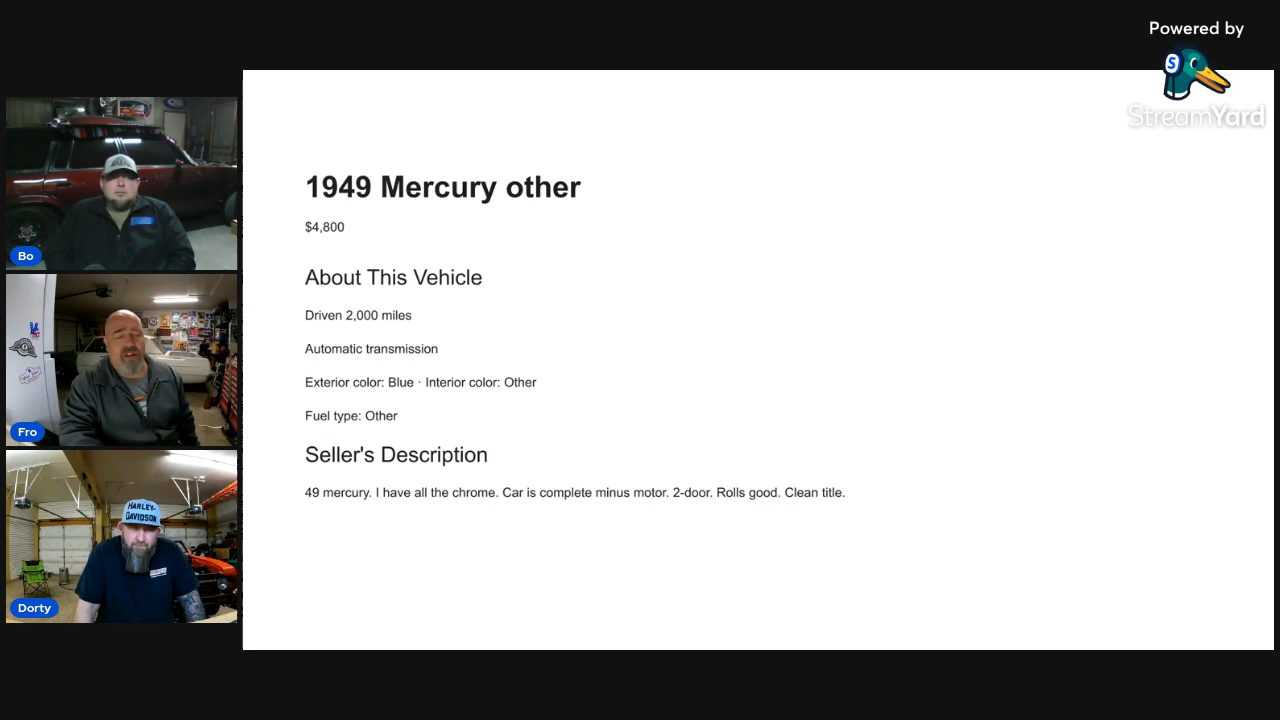 Powered by
StreamYard
1949 Mercury other
$4,800
About This Vehicle
Driven 2,000 miles
Automatic transmission
Exterior color: Blue · Interior color: Other
Fuel type: Other
Seller's Description
49 mercury. I have all the chrome. Car is complete minus motor. 2-door. Rolls good. Clean title.
Bo
Fro
HARLEY-
DAVIDSON
Dorty